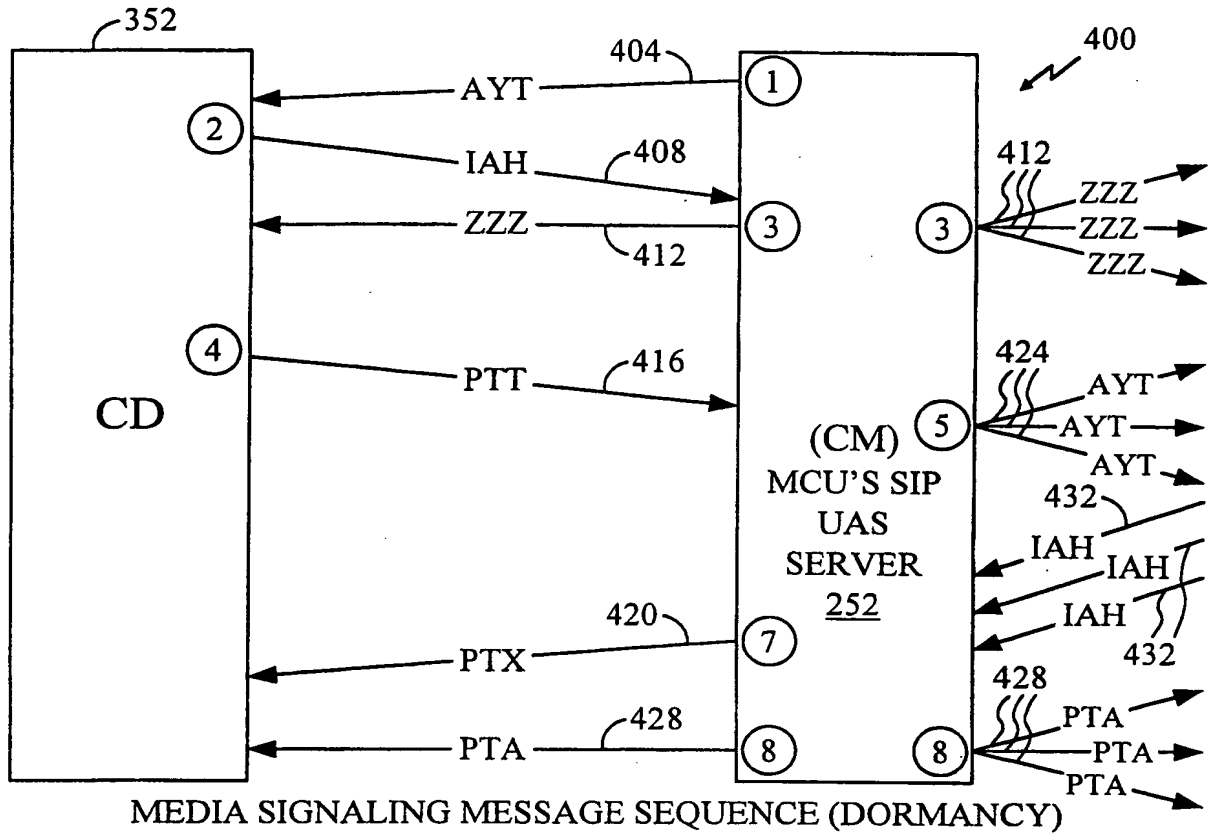 352
404
400
AYT
1
2
IAH
408
412
ZZZ
ZZZ
ZZZ
ZZZ
3
3
412
4
PTT
416
424
AYT
AYT
AYT
5
CD
(CM)
MCU'S SIP
UAS
SERVER
252
432
IAH
IAH
IAH
432
420
PTX
7
428
PTA
8
8
428
PTA
PTA
PTA
MEDIA SIGNALING MESSAGE SEQUENCE (DORMANCY)